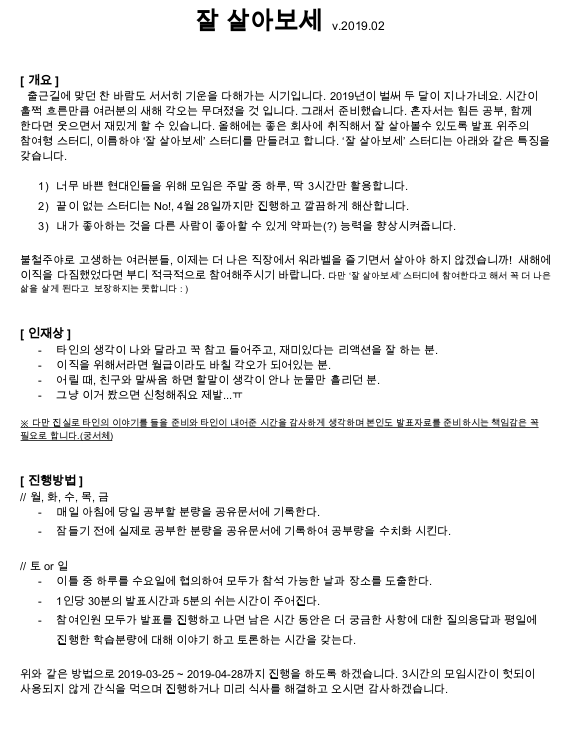 잘 살아보세 v.2019.02
[ 개요 ]
출근길에 맞던 찬 바람도 서서히 기운을 다해가는 시기입니다. 2019년이 벌써 두 달이 지나가네요. 시간이
훌쩍 흐른만큼 여러분의 새해 각오는 무뎌졌을 것 입니다. 그래서 준비했습니다. 혼자서는 힘든 공부, 함께
한다면 웃으면서 재밌게 할 수 있습니다. 올해에는 좋은 회사에 취직해서 잘 살아볼수 있도록 발표 위주의
참여형 스터디, 이름하야 ‘잘 살아보세’ 스터디를 만들려고 합니다. ‘잘 살아보세’ 스터디는 아래와 같은 특징을
갖습니다.
1) 너무 바쁜 현대인들을 위해 모임은 주말 중 하루, 딱 3시간만 활용합니다.
2) 끝이 없는 스터디는 No!, 4월 28일까지만 진행하고 깔끔하게 해산합니다.
3) 내가 좋아하는 것을 다른 사람이 좋아할 수 있게 약파는(?) 능력을 향상시켜줍니다.
불철주야로 고생하는 여러분들, 이제는 더 나은 직장에서 워라벨을 즐기면서 살아야 하지 않겠습니까! 새해에
이직을 다짐했었다면 부디 적극적으로 참여해주시기 바랍니다. 다만 ‘잘 살아보세’ 스터디에 참여한다고 해서 꼭 더 나은
삶을 살게 된다고 보장하지는 못합니다 : )
[ 인재상 ]
- 타인의 생각이 나와 달라고 꾹 참고 들어주고, 재미있다는 리액션을 잘 하는 분.
- 이직을 위해서라면 월급이라도 바칠 각오가 되어있는 분.
- 어릴 때, 친구와 말싸움 하면 할말이 생각이 안나 눈물만 흘리던 분.
- 그냥 이거 봤으면 신청해줘요 제발...ㅠ
※ 다만 진실로 타인의 이야기를 들을 준비와 타인이 내어준 시간을 감사하게 생각하며 본인도 발표자료를 준비하시는 책임감은 꼭
필요로 합니다.(궁서체)
[ 진행방법 ]
// 월, 화, 수, 목, 금
- 매일 아침에 당일 공부할 분량을 공유문서에 기록한다.
- 잠들기 전에 실제로 공부한 분량을 공유문서에 기록하여 공부량을 수치화 시킨다.
// 토 or 일
- 이틀 중 하루를 수요일에 협의하여 모두가 참석 가능한 날과 장소를 도출한다.
- 1인당 30분의 발표시간과 5분의 쉬는시간이 주어진다.
- 참여인원 모두가 발표를 진행하고 나면 남은 시간 동안은 더 궁금한 사항에 대한 질의응답과 평일에
진행한 학습분량에 대해 이야기 하고 토론하는 시간을 갖는다.
위와 같은 방법으로 2019-03-25 ~ 2019-04-28까지 진행을 하도록 하겠습니다. 3시간의 모임시간이 헛되이
사용되지 않게 간식을 먹으며 진행하거나 미리 식사를 해결하고 오시면 감사하겠습니다.